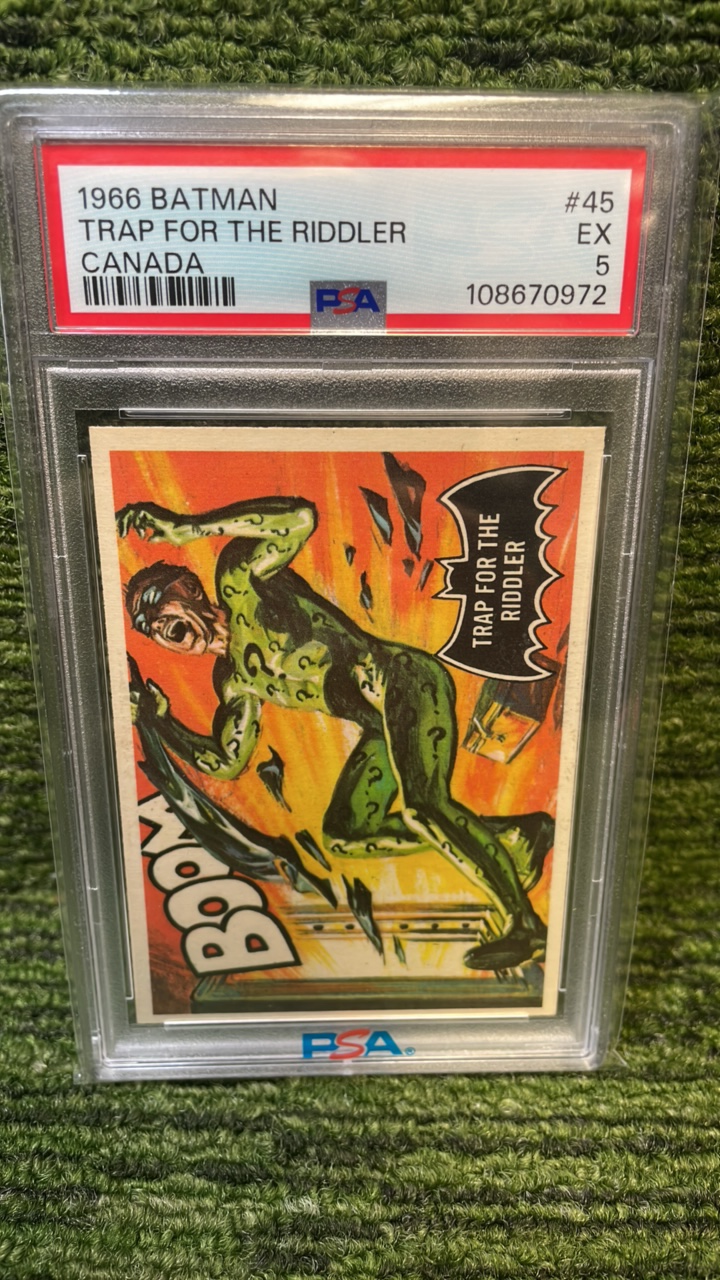 1966 BATMAN #45
TRAP FOR THE RIDDLER EX
CANADA 5
PSA 108670972
TRAP FOR THE
RIDDLER
BOOM
PSA